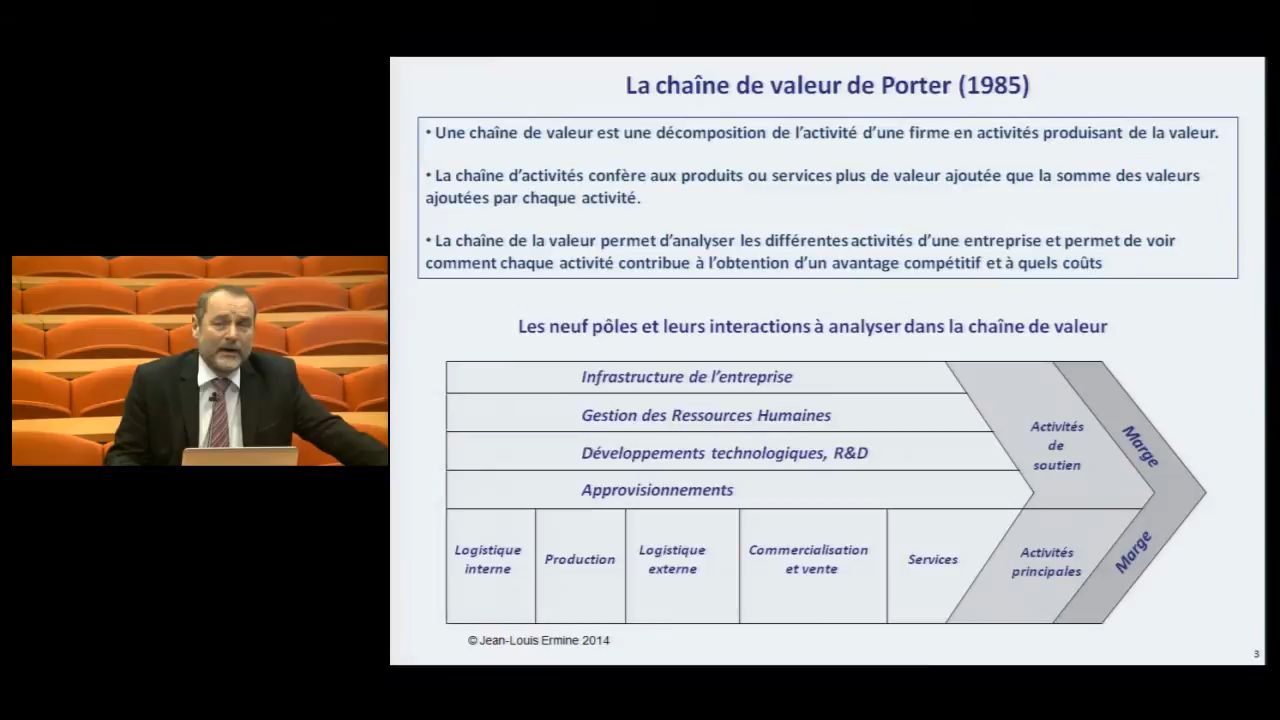 La chaîne de valeur de Porter (1985)
• Une chaîne de valeur est une décomposition de l'activité d'une firme en activités produisant de la valeur.
• La chaîne d'activités confère aux produits ou services plus de valeur ajoutée que la somme des valeurs
ajoutées par chaque activité.
• La chaîne de la valeur permet d'analyser les différentes activités d'une entreprise et permet de voir
comment chaque activité contribue à l'obtention d'un avantage compétitif et à quels coûts
Les neuf pôles et leurs interactions à analyser dans la chaîne de valeur
Infrastructure de l'entreprise
Gestion des Ressources Humaines
Développements technologiques, R&D
Approvisionnements
Activités
de
soutien
Marge
Logistique
interne
Production
Logistique
externe
Commercialisation
et vente
Services
Activités
principales
Marge
© Jean-Louis Ermine 2014
3